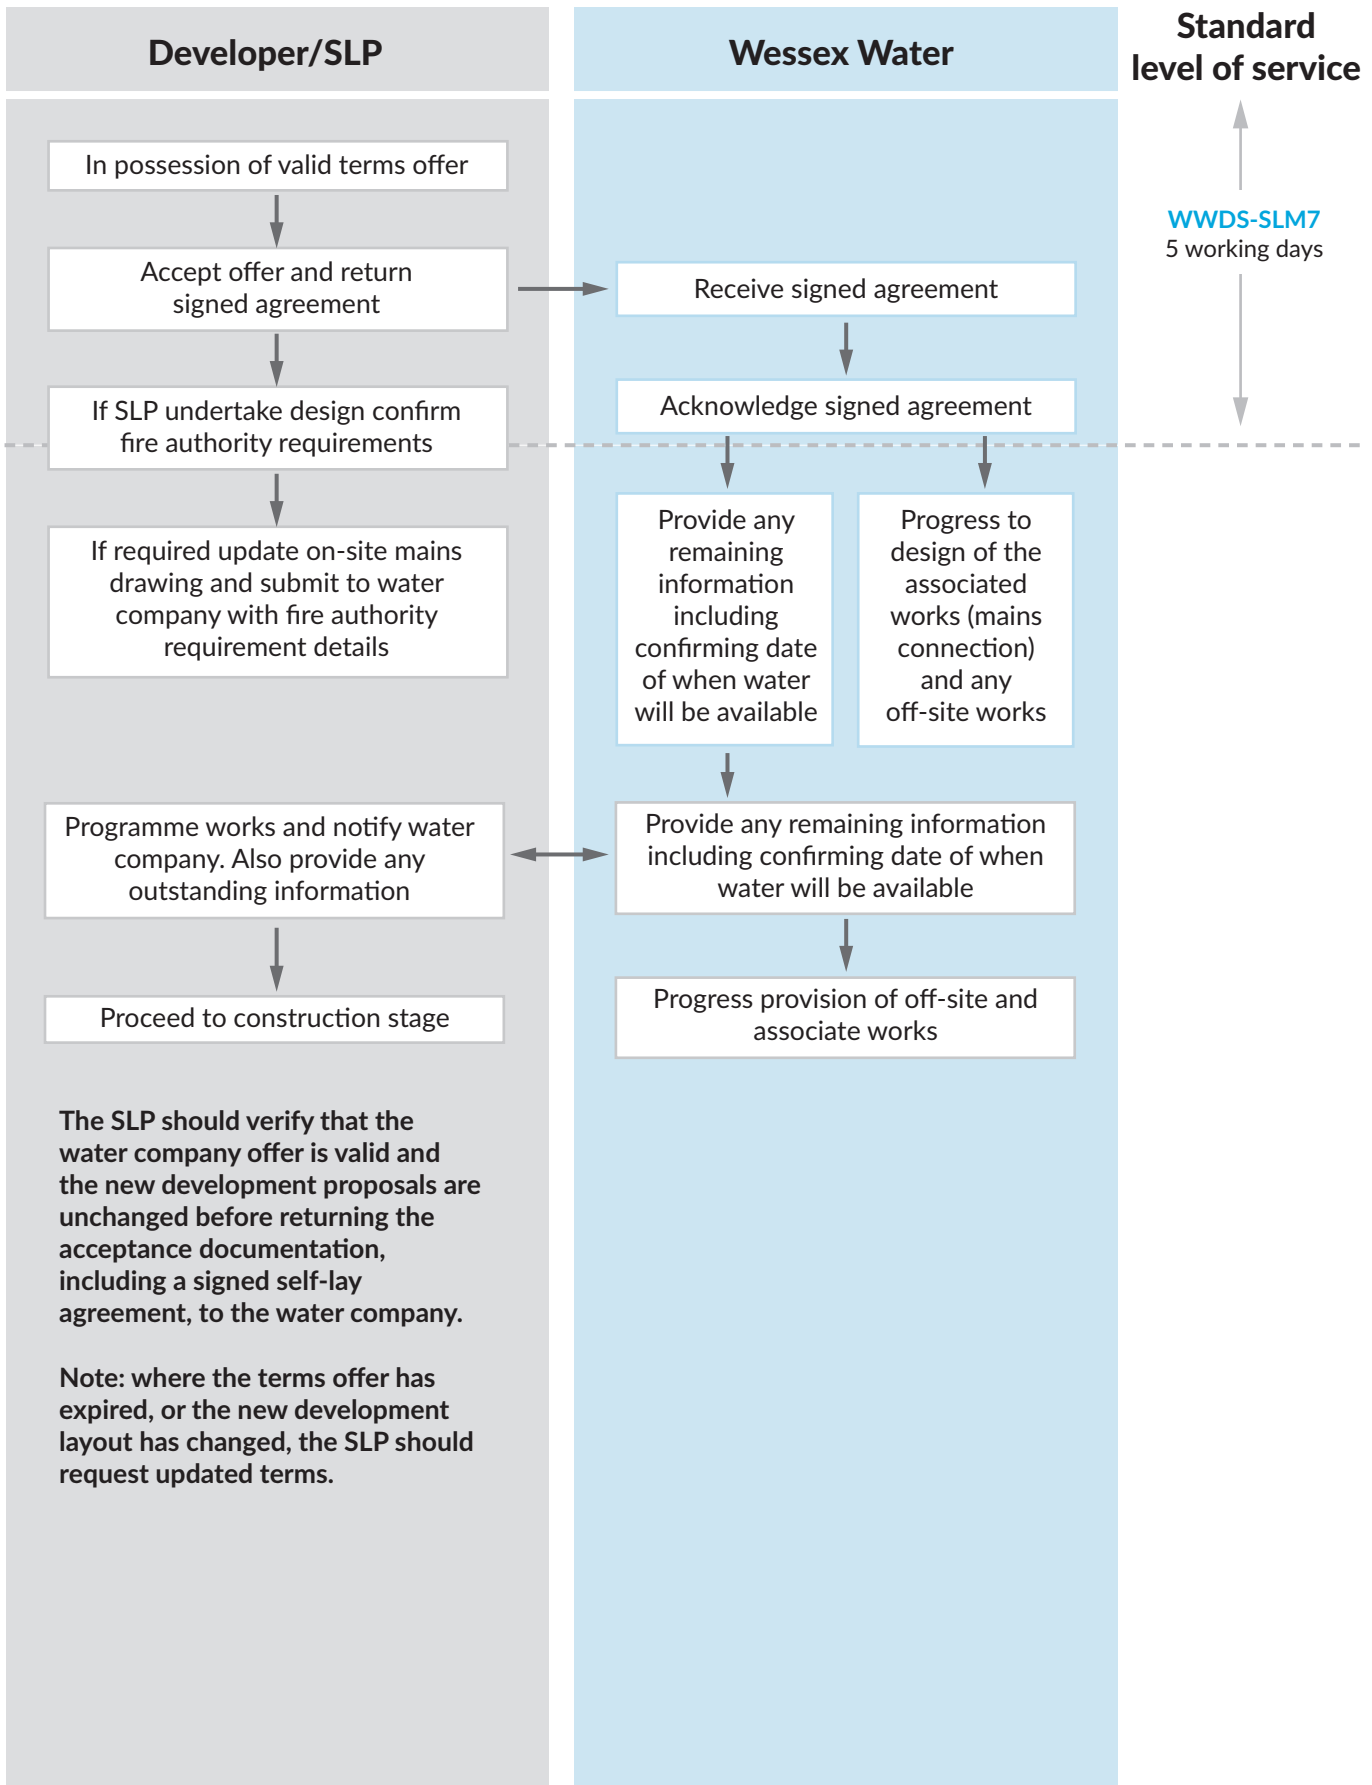 Developer/SLP
Wessex Water
Standard
level of service
WWDS-SLM7
5 working days
In possession of valid terms offer
Accept offer and return
signed agreement
Receive signed agreement
If SLP undertake design confirm
fire authority requirements
Acknowledge signed agreement
If required update on-site mains
drawing and submit to water
company with fire authority
requirement details
Provide any
remaining
information
including
confirming date
of when water
will be available
Progress to
design of the
associated
works (mains
connection)
and any
off-site works
Programme works and notify water
company. Also provide any
outstanding information
Provide any remaining information
including confirming date of when
water will be available
Proceed to construction stage
Progress provision of off-site and
associate works
The SLP should verify that the
water company offer is valid and
the new development proposals are
unchanged before returning the
acceptance documentation,
including a signed self-lay
agreement, to the water company.
Note: where the terms offer has
expired, or the new development
layout has changed, the SLP should
request updated terms.